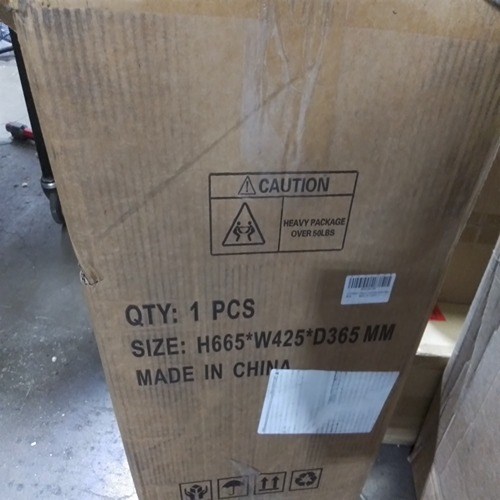 CAUTION
HEAVY PACKAGE
OVER 50LBS
QTY: 1 PCS
SIZE: H665*W425*D365 MM
MADE IN CHINA